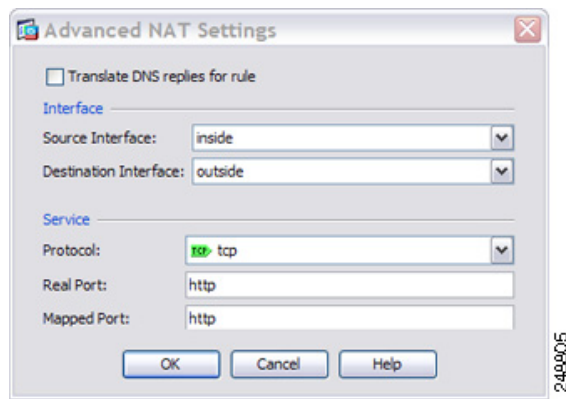 Advanced NAT Settings
Translate DNS replies for rule
Interface
Source Interface: inside
Destination Interface: outside
Service
Protocol: TCP tcp
Real Port: http
Mapped Port: http
OK Cancel Help
248805